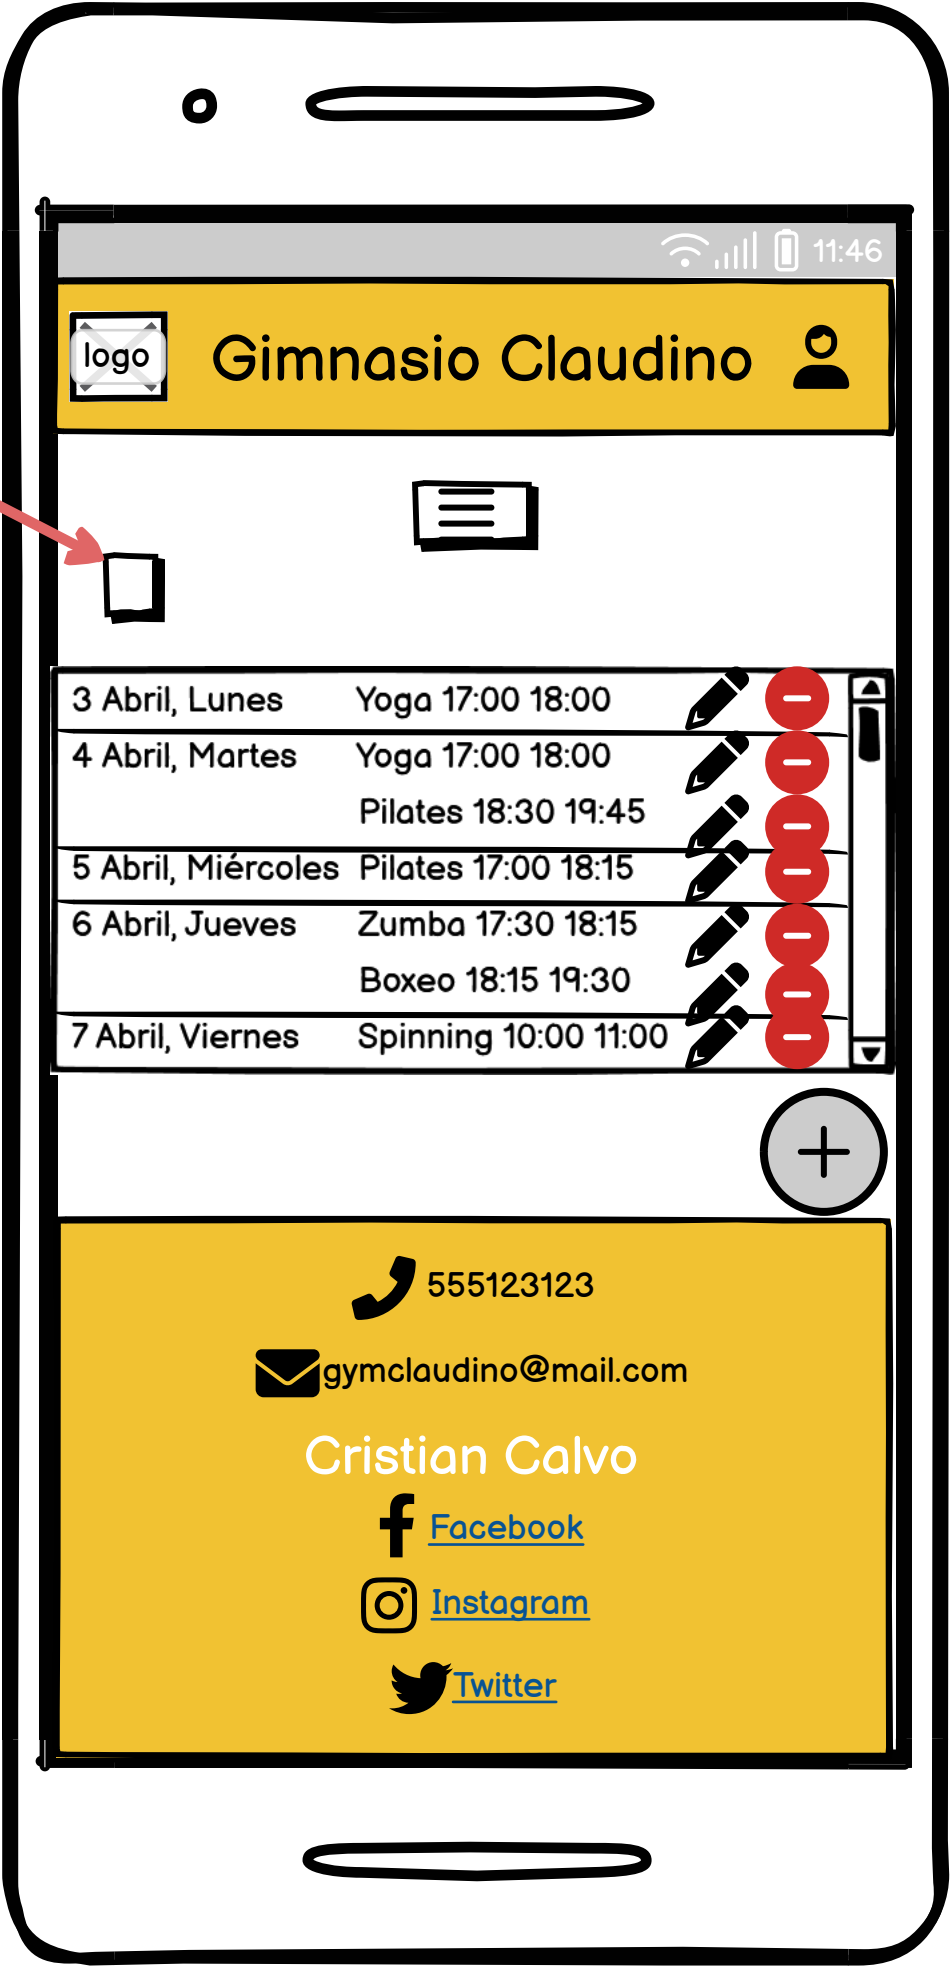 11:46
logo
Gimnasio Claudino
3 Abril, Lunes Yoga 17:00 18:00
4 Abril, Martes Yoga 17:00 18:00
Pilates 18:30 19:45
5 Abril, Miércoles Pilates 17:00 18:15
6 Abril, Jueves Zumba 17:30 18:15
Boxeo 18:15 19:30
7 Abril, Viernes Spinning 10:00 11:00
555123123
gymclaudino@mail.com
Cristian Calvo
Facebook
Instagram
Twitter